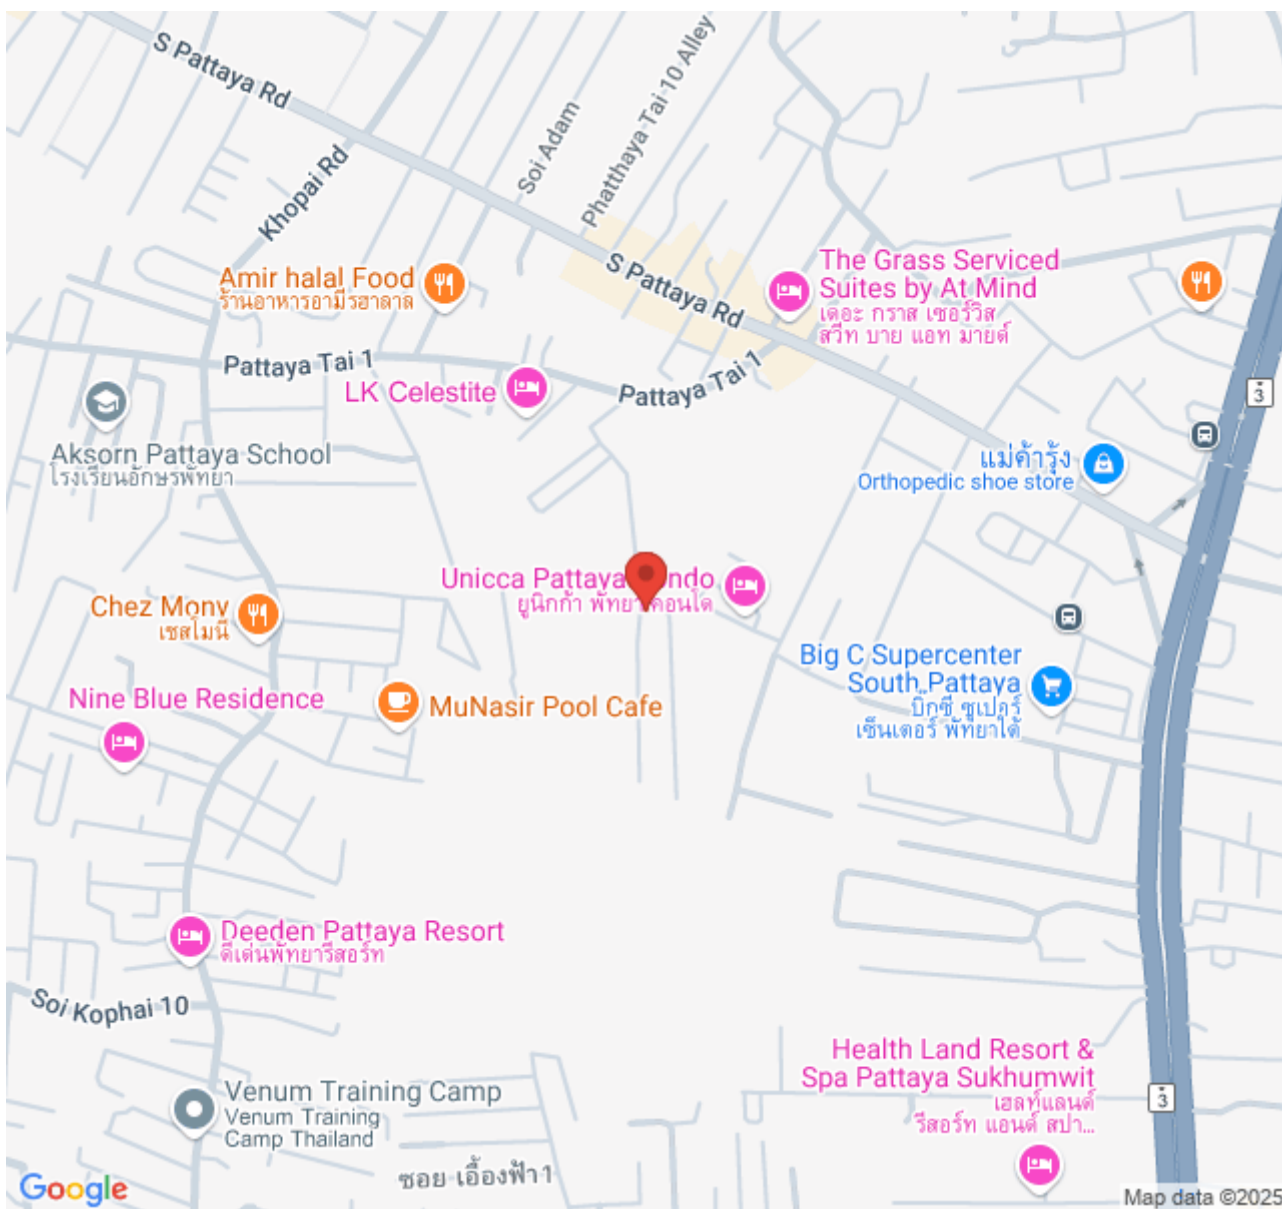 S Pattaya Rd
Phatthaya Tai 10 Alley
Soi Adam
Khopai Rd
Amir halal Food
ร้านอาหารอามีรฮาลาล
S Pattaya Rd
The Grass Serviced
Suites by At Mind
เดอะ กราส เซอร์วิส
สวีท บาย แอท มายด์
Pattaya Tai 1
LK Celestite
Pattaya Tai 1
3
Aksorn Pattaya School
โรงเรียนอักษรพัทยา
แม่ค้ารุ้ง
Orthopedic shoe store
Unicca Pattaya ndo
ยูนิกก้า พัทยา คอนโด
Chez Mony
เชสโมนี
Big C Supercenter
South Pattaya
บิ๊กซี ซูเปอร์
เซ็นเตอร์ พัทยาใต้
Nine Blue Residence
MuNasir Pool Cafe
Deeden Pattaya Resort
ดีเด่นพัทยารีสอร์ท
Soi Kophai 10
Health Land Resort &
Spa Pattaya Sukhumwit
เฮลท์แลนด์
รีสอร์ท แอนด์ สปา...
3
Venum Training Camp
Venum Training
Camp Thailand
ซอย เอื้องฟ้า 1
Google
Map data ©2025